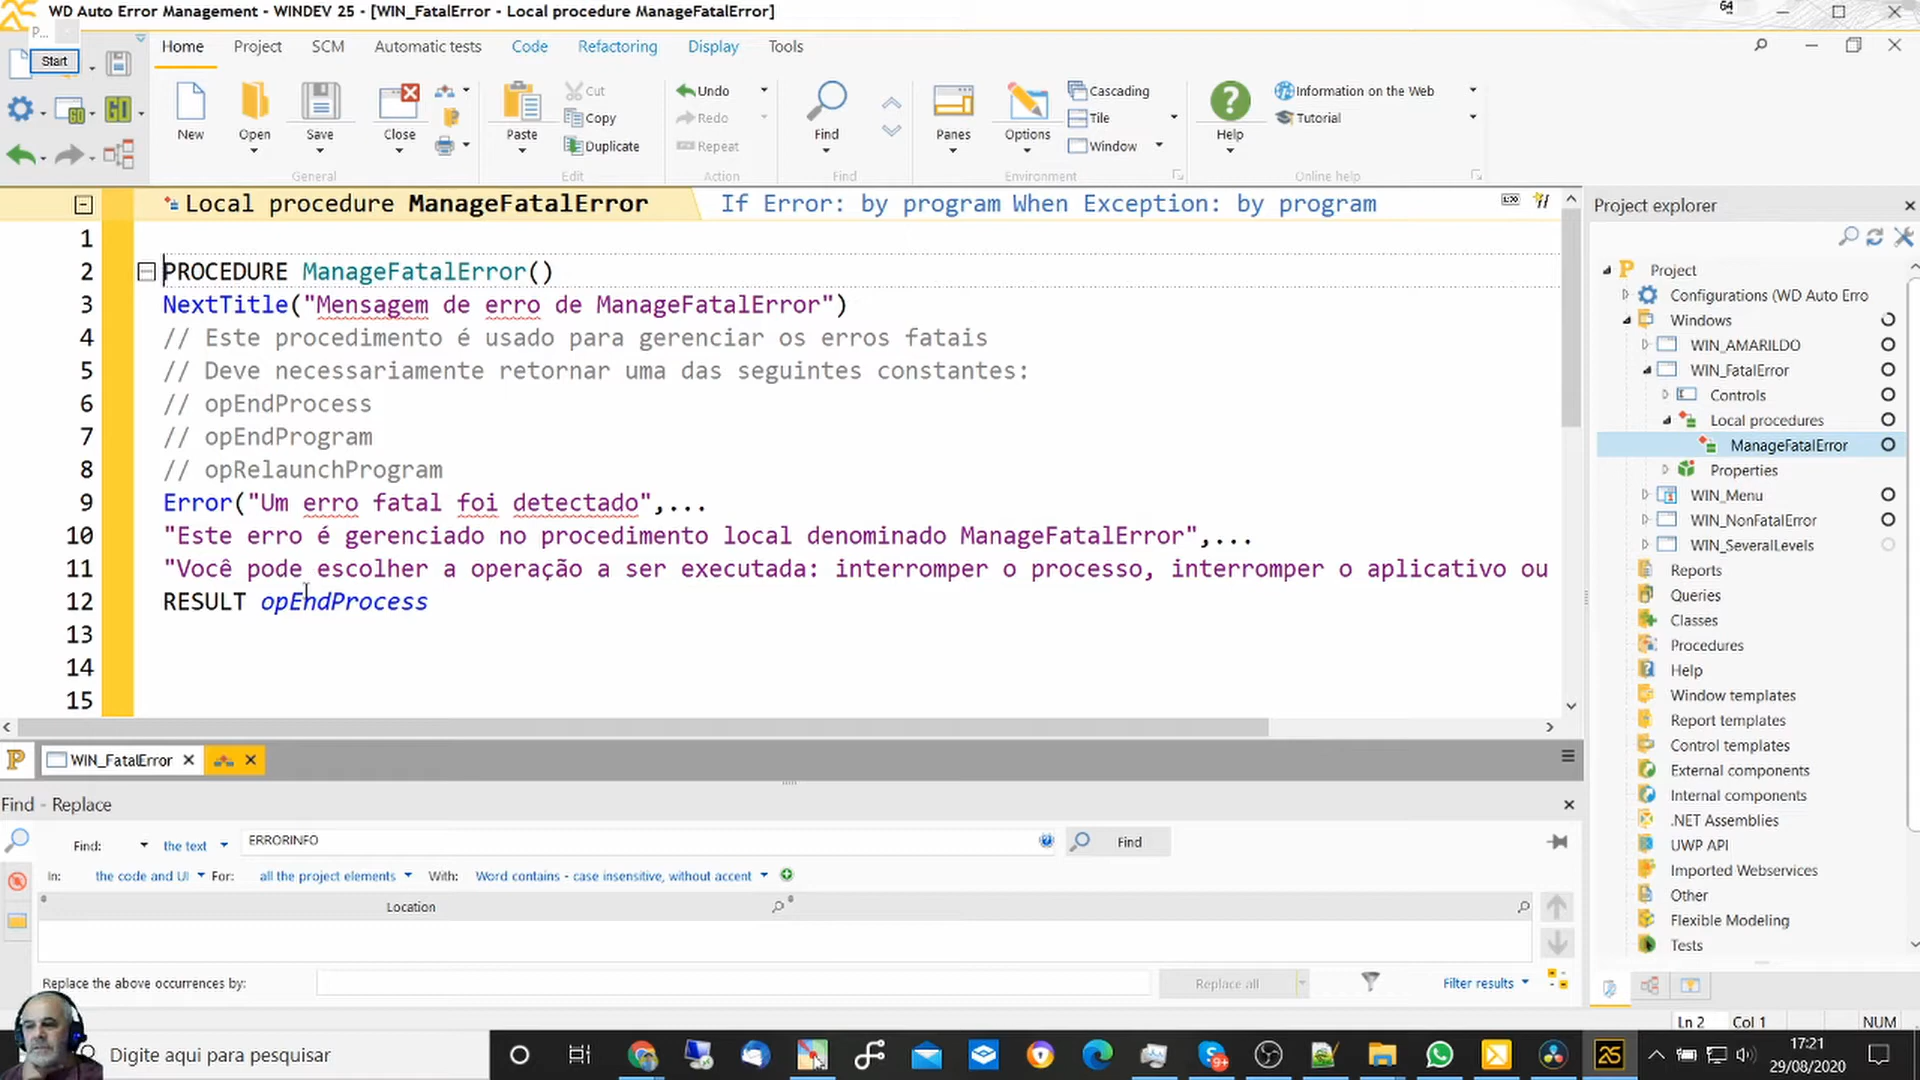 WD Auto Error Management - WINDEV 25 - [WIN_FatalError - Local procedure ManageFatalError]
64
P...
Start
Home Project SCM Automatic tests Code Refactoring Display Tools
New Open Save Close Paste Cut Copy Duplicate Undo Redo Repeat Find Panes Options Cascading Tile Window Help Information on the Web Tutorial
GO GO
General Edit Action Find Environment Online help
Local procedure ManageFatalError If Error: by program When Exception: by program
1
2 PROCEDURE ManageFatalError()
3 NextTitle("Mensagem de erro de ManageFatalError")
4 // Este procedimento é usado para gerenciar os erros fatais
5 // Deve necessariamente retornar uma das seguintes constantes:
6 // opEndProcess
7 // opEndProgram
8 // opRelaunchProgram
9 Error("Um erro fatal foi detectado",...
10 "Este erro é gerenciado no procedimento local denominado ManageFatalError",...
11 "Você pode escolher a operação a ser executada: interromper o processo, interromper o aplicativo ou
12 RESULT opEndProcess
13
14
15
Project explorer
Project
Configurations (WD Auto Erro
Windows
WIN_AMARILDO
WIN_FatalError
Controls
Local procedures
ManageFatalError
Properties
WIN_Menu
WIN_NonFatalError
WIN_SeveralLevels
Reports
Queries
Classes
Procedures
Help
Window templates
Report templates
Control templates
External components
Internal components
.NET Assemblies
UWP API
Imported Webservices
Other
Flexible Modeling
Tests
WIN_FatalError
Find - Replace
Find: the text ERRORINFO Find
In: the code and UI For: all the project elements With: Word contains - case insensitive, without accent
Location
Replace the above occurrences by: Replace all Filter results
Ln 2 Col 1 NUM
Digite aqui para pesquisar
9+
25
17:21
29/08/2020